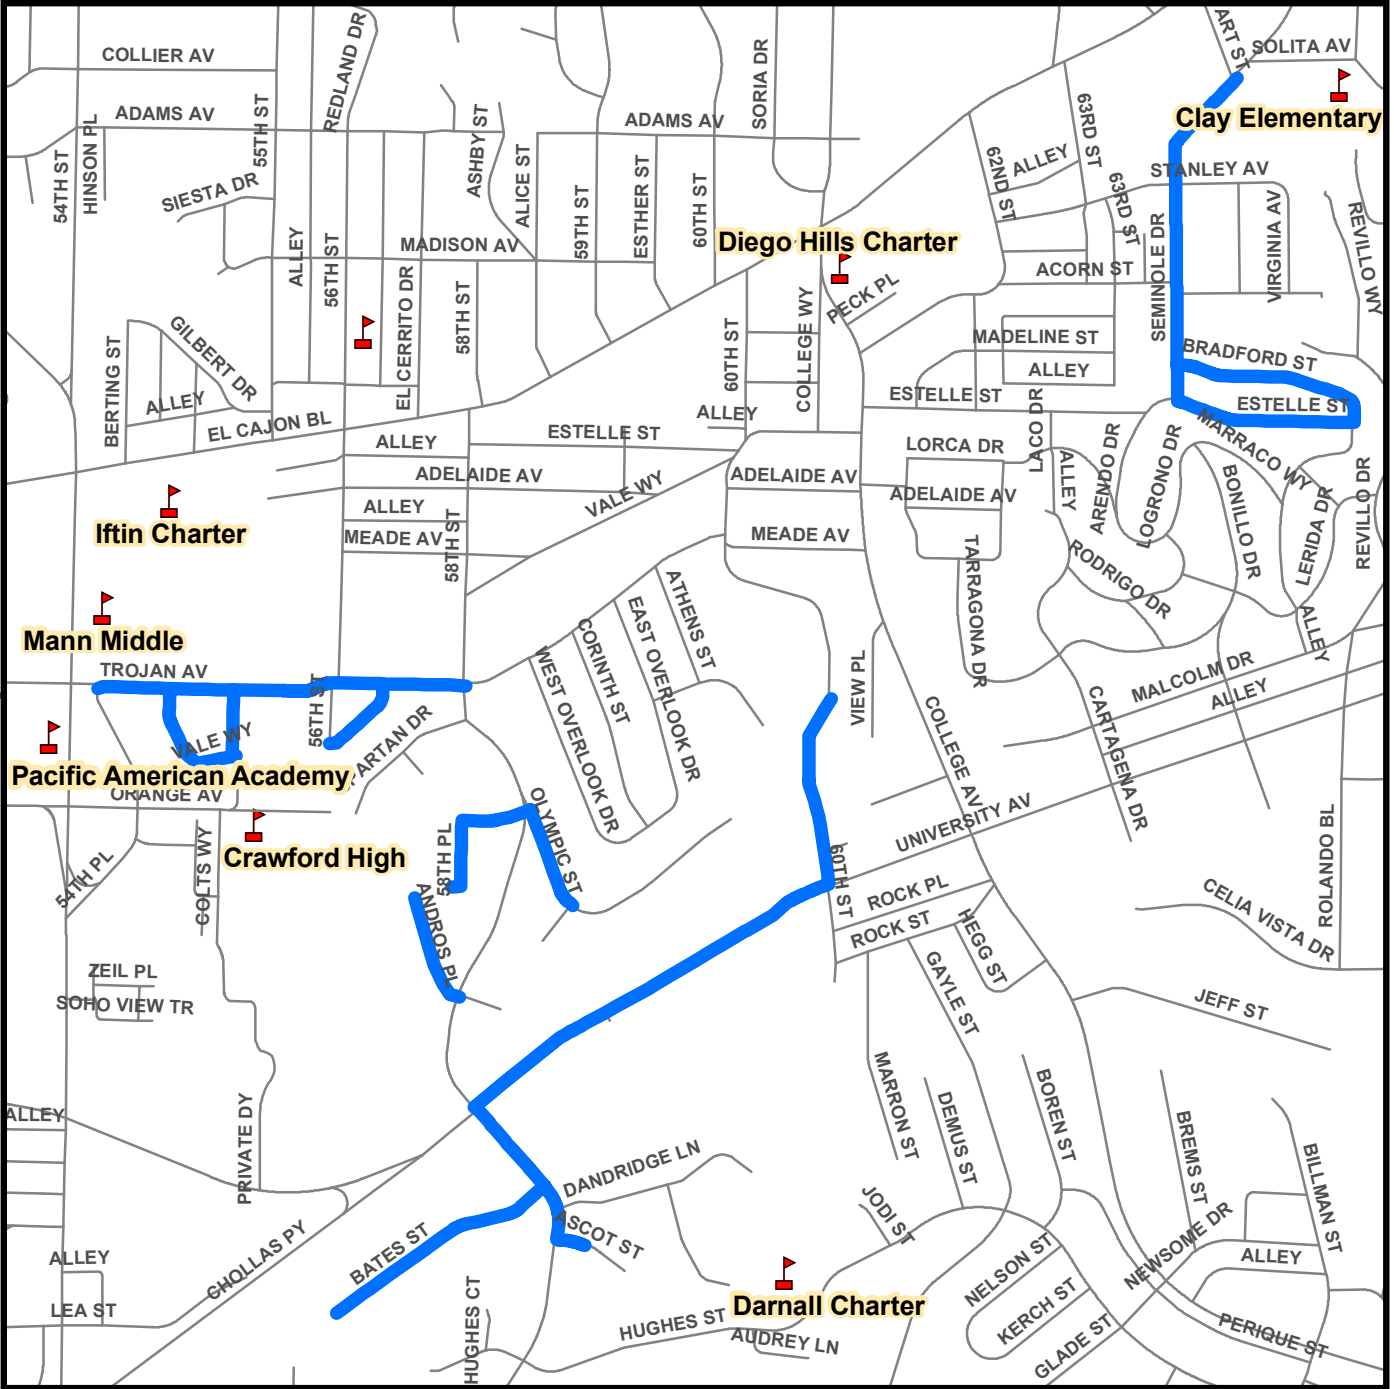 ART ST
SOLITA AV
COLLIER AV
REDLAND DR
SORIA DR
Clay Elementary
ADAMS AV
ADAMS AV
55TH ST
63RD ST
HINSON PL
54TH ST
ASHBY ST
ALICE ST
ALLEY
62ND ST
STANLEY AV
SIESTA DR
59TH ST
ESTHER ST
60TH ST
63RD ST
VIRGINIA AV
REVILLO WY
MADISON AV
Diego Hills Charter
ALLEY
56TH ST
ACORN ST
SEMINOLE DR
PECK PL
EL CERRITO DR
58TH ST
60TH ST
COLLEGE WY
MADELINE ST
GILBERT DR
BERTING ST
BRADFORD ST
ALLEY
ALLEY
ESTELLE ST
ESTELLE ST
ALLEY
EL CAJON BL
ALLEY
ESTELLE ST
LACO DR
MARRACO WY
LORCA DR
ADELAIDE AV
ADELAIDE AV
ADELAIDE AV
VALE WY
ALLEY
ARENDO DR
LOGRONO DR
BONILLO DR
LERIDA DR
REVILLO DR
Iftin Charter
ALLEY
MEADE AV
58TH ST
MEADE AV
TARRAGONA DR
RODRIGO DR
Mann Middle
ATHENS ST
EAST OVERLOOK DR
CORINTH ST
WEST OVERLOOK DR
ALLEY
TROJAN AV
56TH ST
VIEW PL
MALCOLM DR
ALLEY
VALE WY
COLLEGE AV
CARTAGENA DR
Pacific American Academy
ORANGE AV
OLYMPIC ST
UNIVERSITY AV
Crawford High
58TH PL
60TH ST
ROLANDO BL
54TH PL
COLTS WY
ROCK PL
ROCK ST
HEGG ST
CELIA VISTA DR
ANDROS PL
GAYLE ST
ZEIL PL
SOHO VIEW TR
JEFF ST
ALLEY
PRIVATE DY
MARRON ST
DEMUS ST
BOREN ST
BREMS ST
BILLMAN ST
DANDRIDGE LN
JODI ST
ASCOT ST
ALLEY
CHOLLAS PY
BATES ST
NEWSOME DR
ALLEY
NELSON ST
LEA ST
HUGHES CT
Darnall Charter
HUGHES ST
AUDREY LN
KERCH ST
GLADE ST
PERIQUE ST